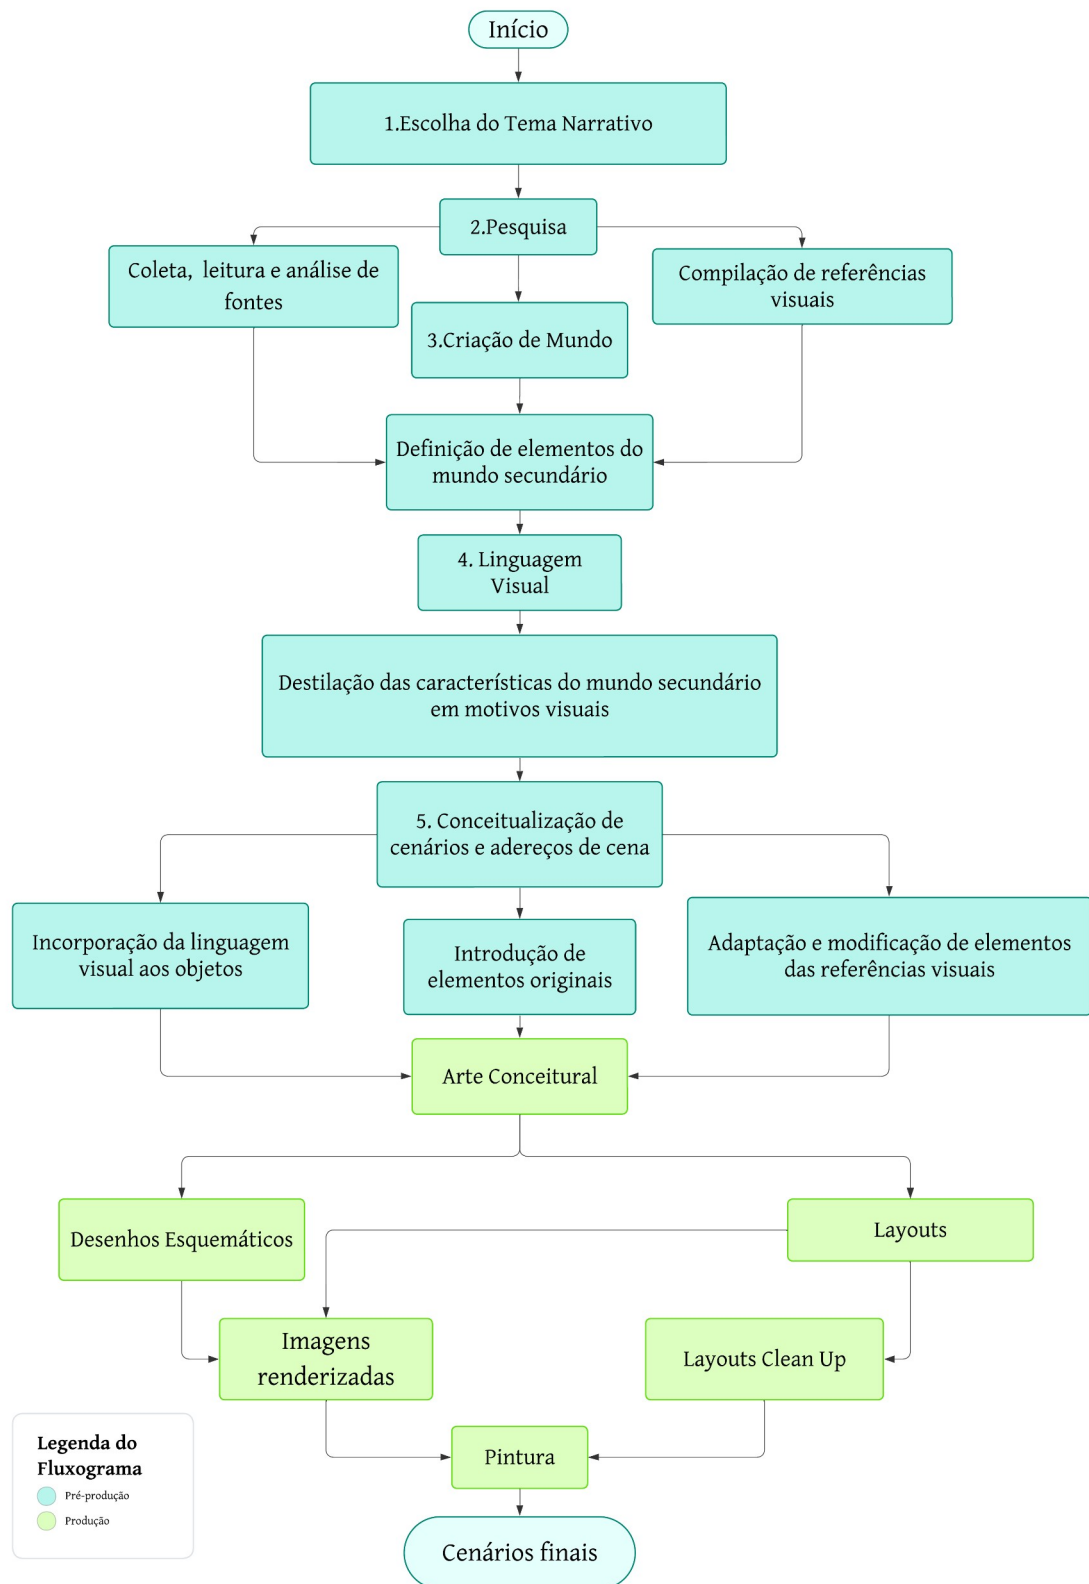 Início
1.Escolha do Tema Narrativo
2.Pesquisa
Coleta, leitura e análise de
fontes
Compilação de referências
visuais
3.Criação de Mundo
Definição de elementos do
mundo secundário
4. Linguagem
Visual
Destilação das características do mundo secundário
em motivos visuais
5. Conceitualização de
cenários e adereços de cena
Incorporação da linguagem
visual aos objetos
Introdução de
elementos originais
Adaptação e modificação de elementos
das referências visuais
Arte Conceitural
Desenhos Esquemáticos
Layouts
Imagens
renderizadas
Layouts Clean Up
Pintura
Cenários finais
Legenda do
Fluxograma
Pré-produção
Produção